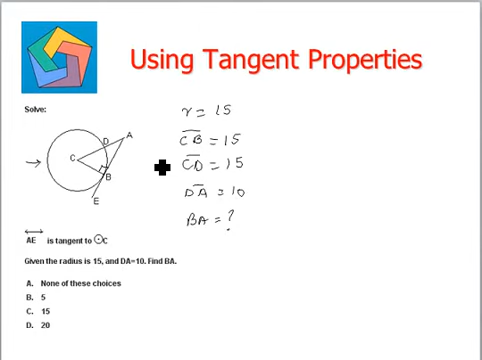 Using Tangent Properties
Solve:
r = 15
CB = 15
CD = 15
DA = 10
BA = ?
D
A
C
B
E
AE is tangent to ⊙C
Given the radius is 15, and DA=10. Find BA.
A. None of these choices
B. 5
C. 15
D. 20